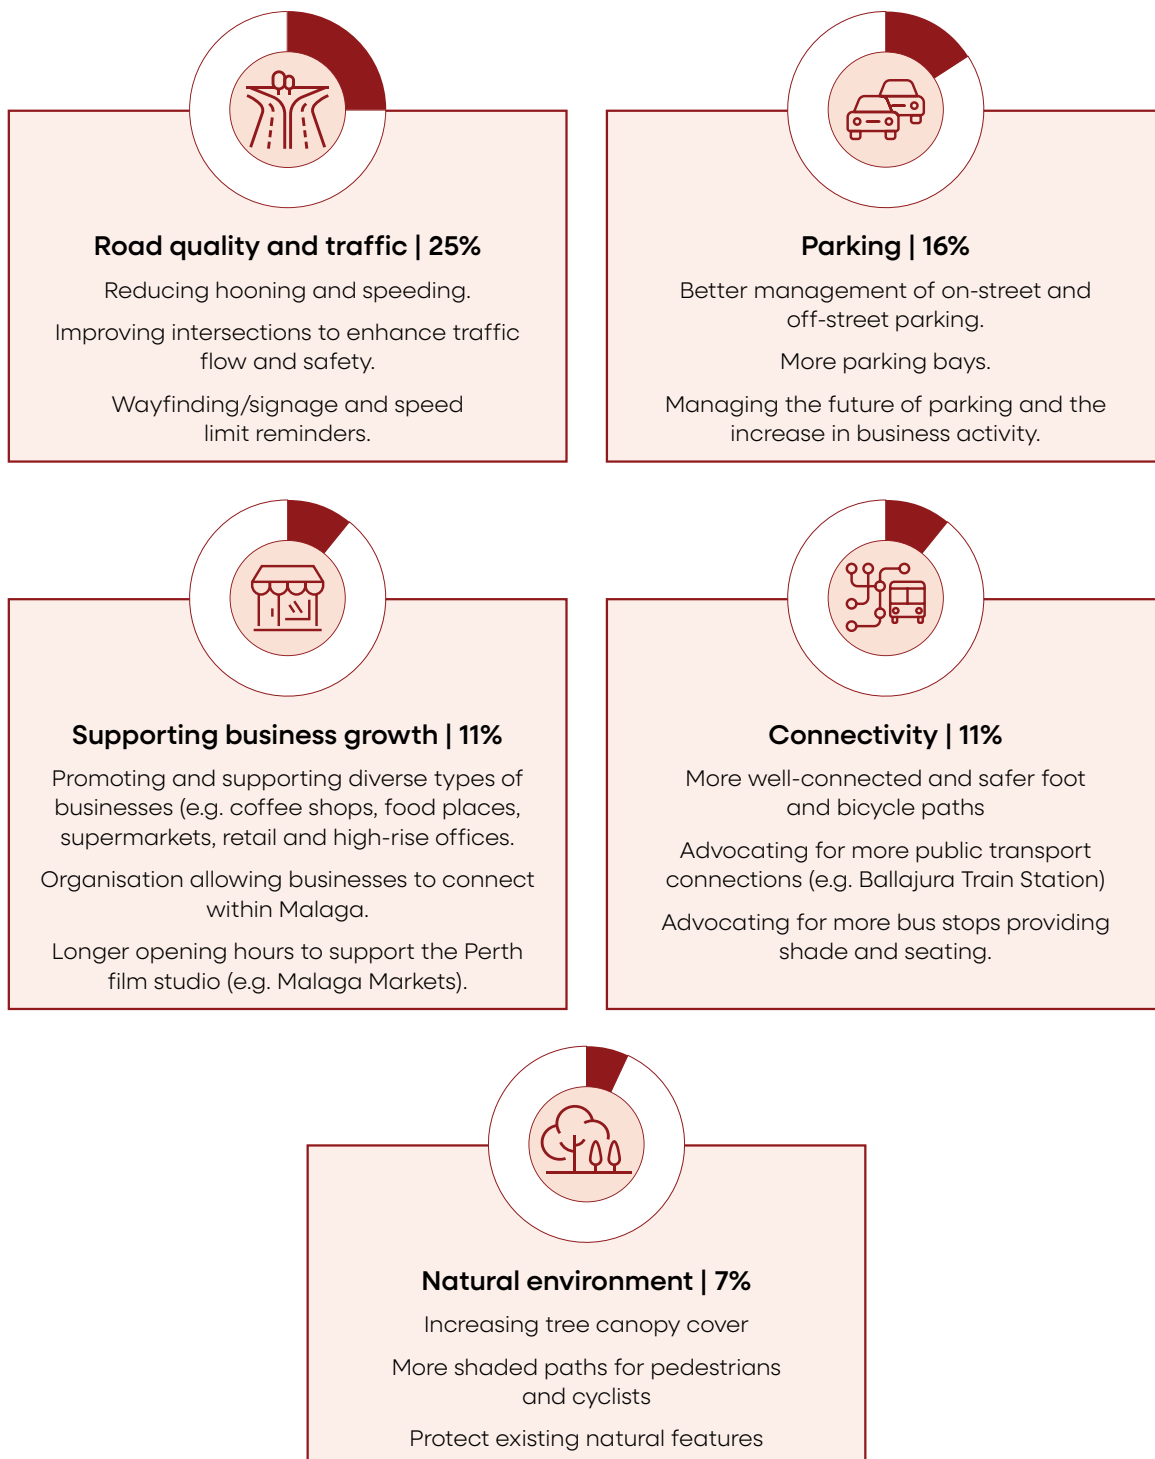 Road quality and traffic | 25%
Reducing hooning and speeding.
Improving intersections to enhance traffic
flow and safety.
Wayfinding/signage and speed
limit reminders.
Parking | 16%
Better management of on-street and
off-street parking.
More parking bays.
Managing the future of parking and the
increase in business activity.
Supporting business growth | 11%
Promoting and supporting diverse types of
businesses (e.g. coffee shops, food places,
supermarkets, retail and high-rise offices.
Organisation allowing businesses to connect
within Malaga.
Longer opening hours to support the Perth
film studio (e.g. Malaga Markets).
Connectivity | 11%
More well-connected and safer foot
and bicycle paths
Advocating for more public transport
connections (e.g. Ballajura Train Station)
Advocating for more bus stops providing
shade and seating.
Natural environment | 7%
Increasing tree canopy cover
More shaded paths for pedestrians
and cyclists
Protect existing natural features